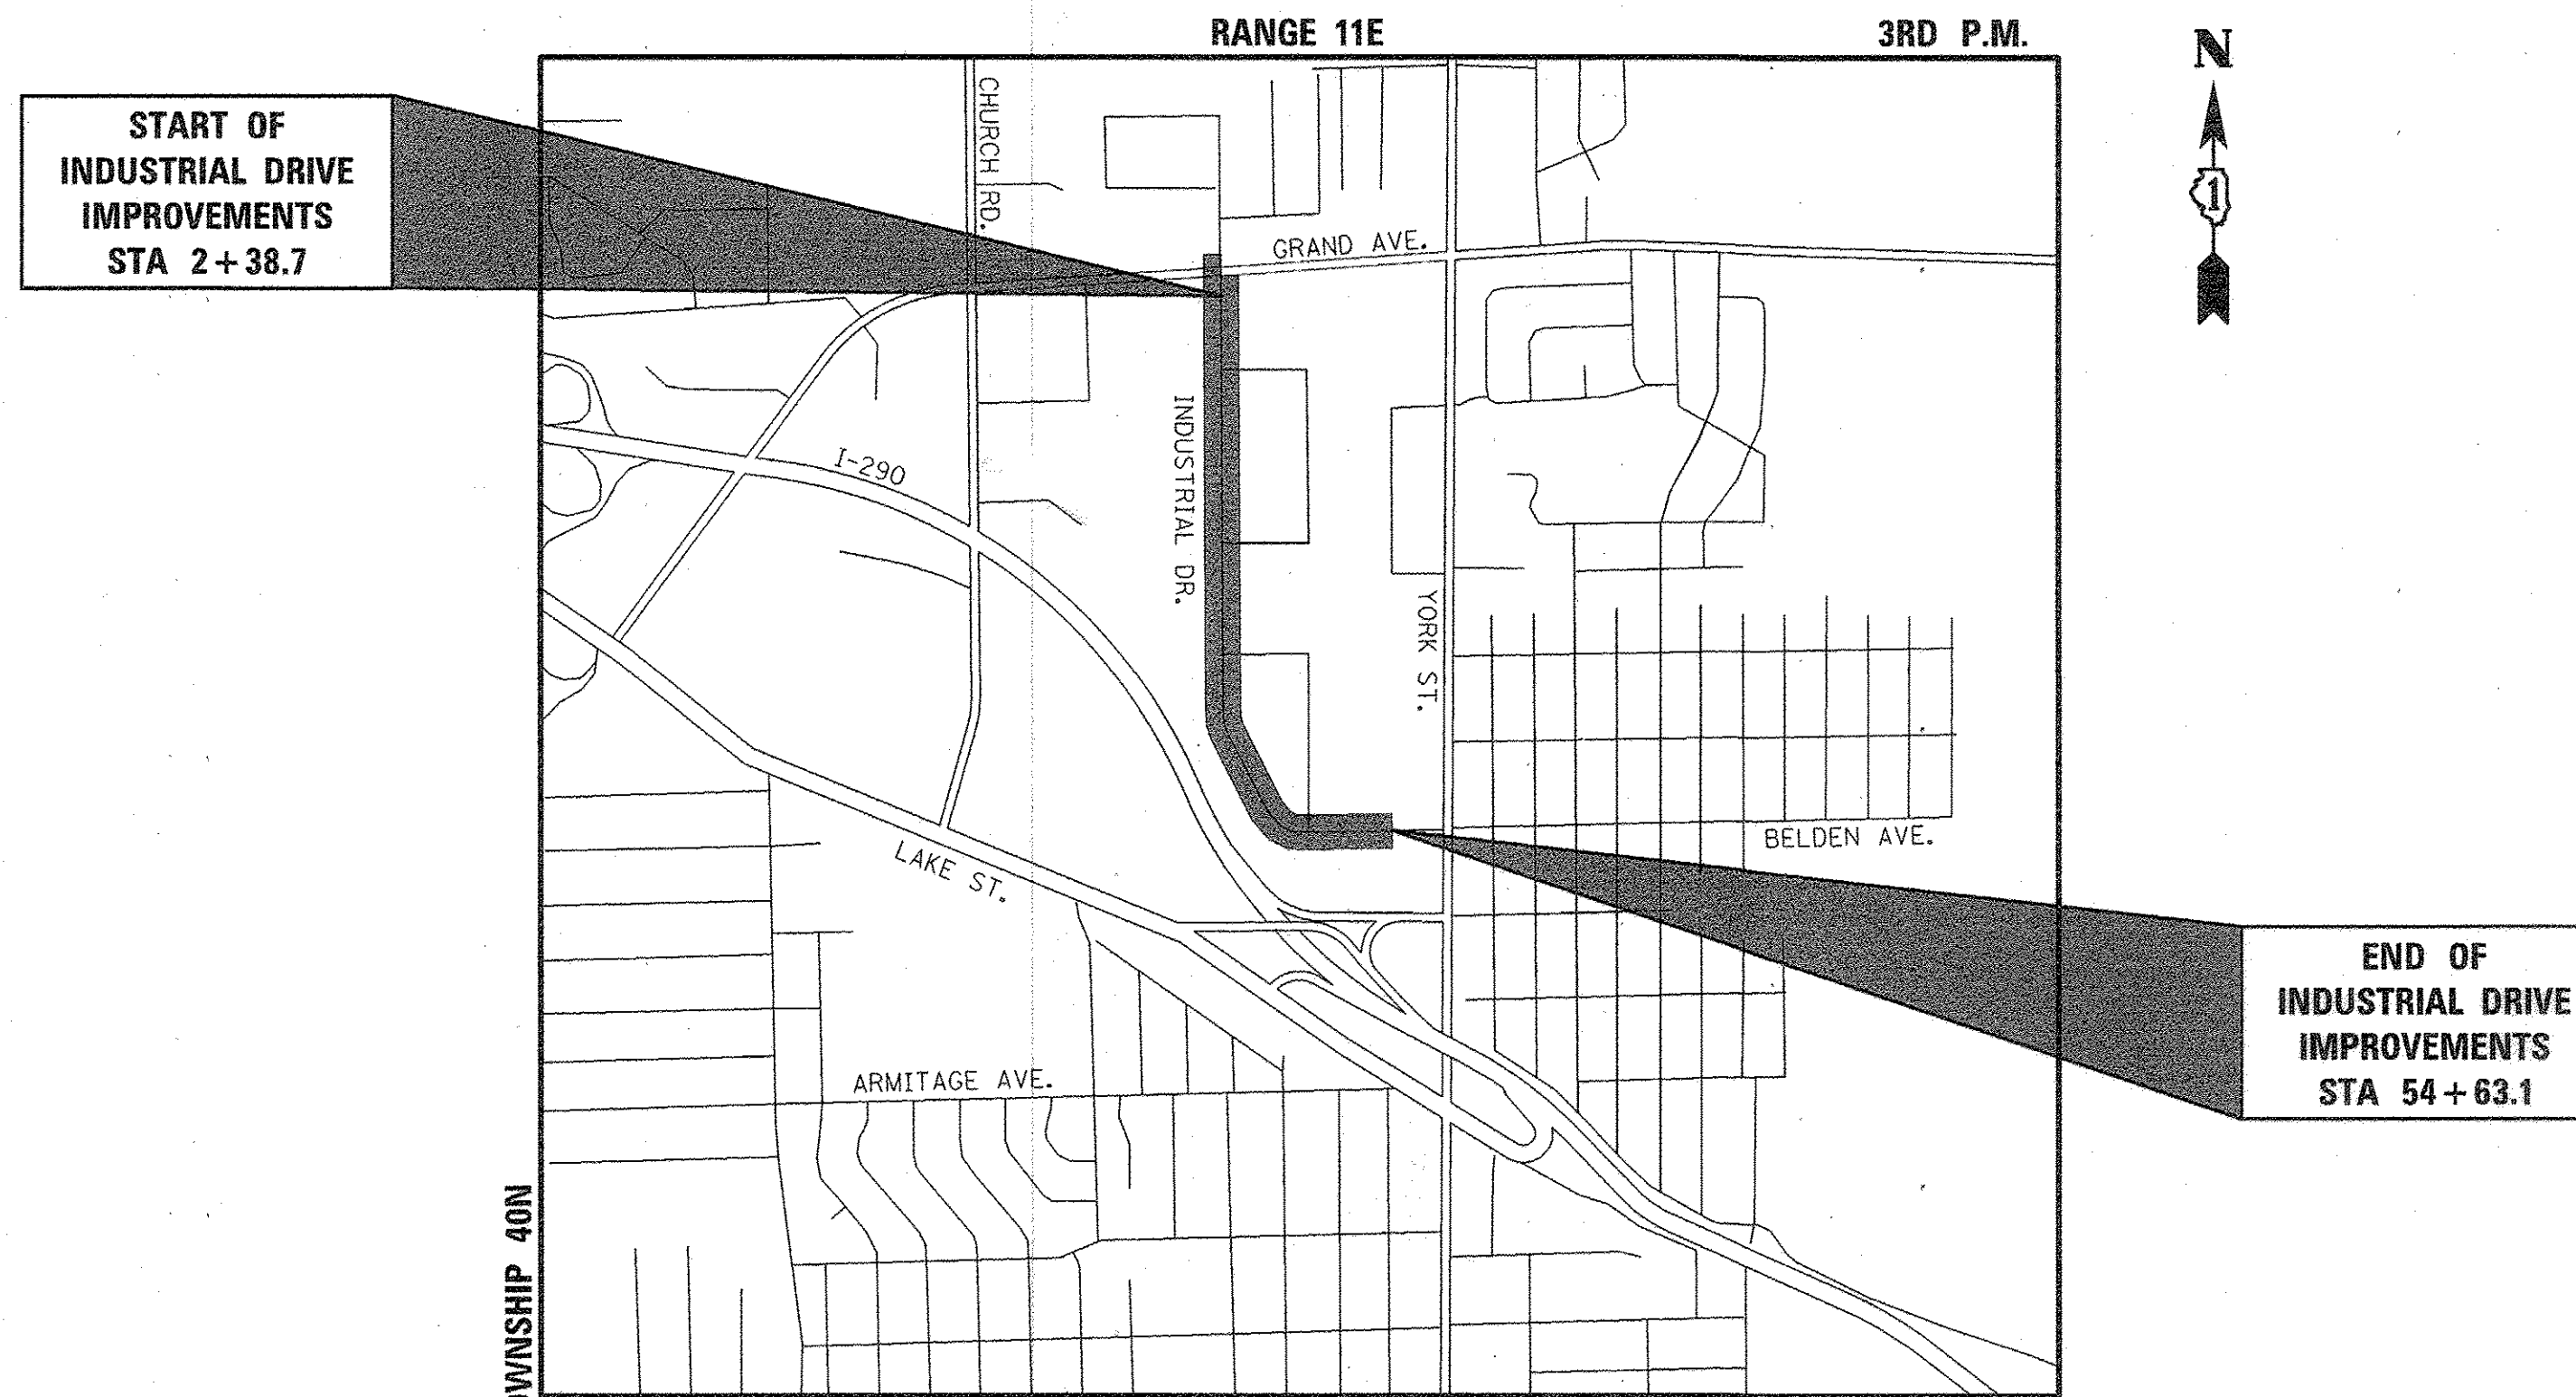 RANGE 11E
3RD P.M.
N
1
START OF
INDUSTRIAL DRIVE
IMPROVEMENTS
STA 2+38.7
CHURCH RD.
GRAND AVE.
I-290
INDUSTRIAL DR.
YORK ST.
BELDEN AVE.
LAKE ST.
END OF
INDUSTRIAL DRIVE
IMPROVEMENTS
STA 54+63.1
ARMITAGE AVE.
OWNSHIP 40N